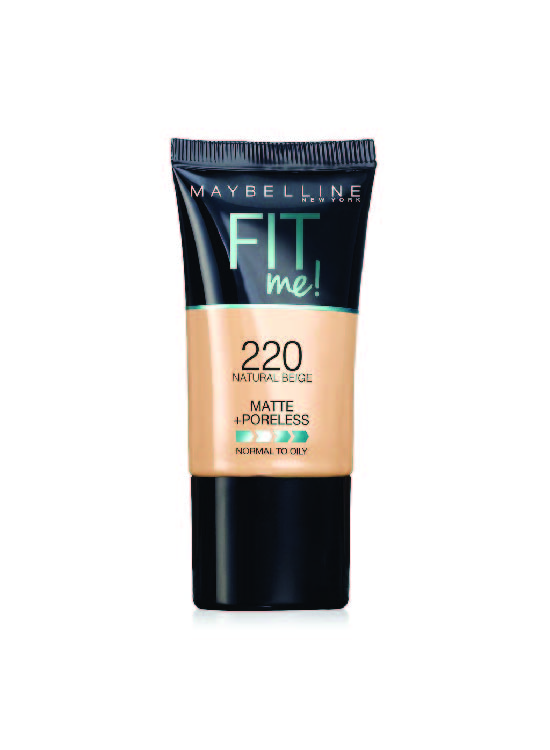 MAYBELLINE
NEW YORK
FIT
me!
220
NATURAL BEIGE
MATTE
+PORELESS
NORMAL TO OILY